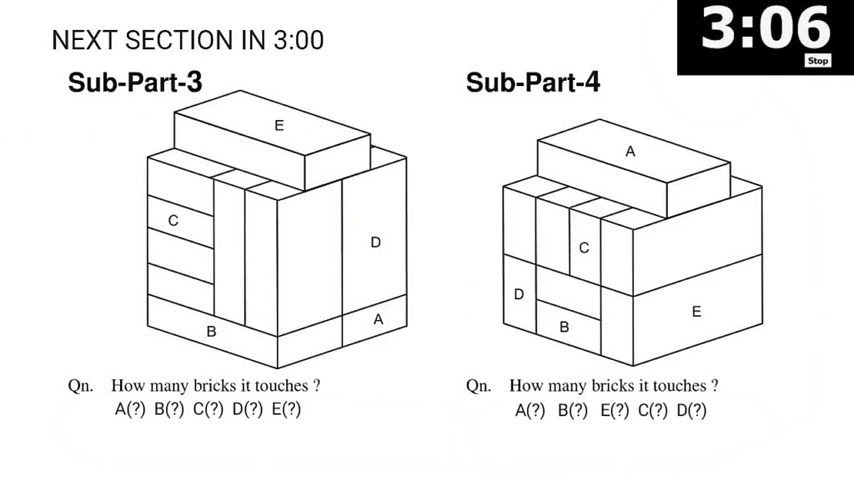 NEXT SECTION IN 3:00
3:06
Stop
Sub-Part-3
E
C
D
B
A
Qn. How many bricks it touches ?
A(?) B(?) C(?) D(?) E(?)
Sub-Part-4
A
C
D
E
B
Qn. How many bricks it touches ?
A(?) B(?) E(?) C(?) D(?)